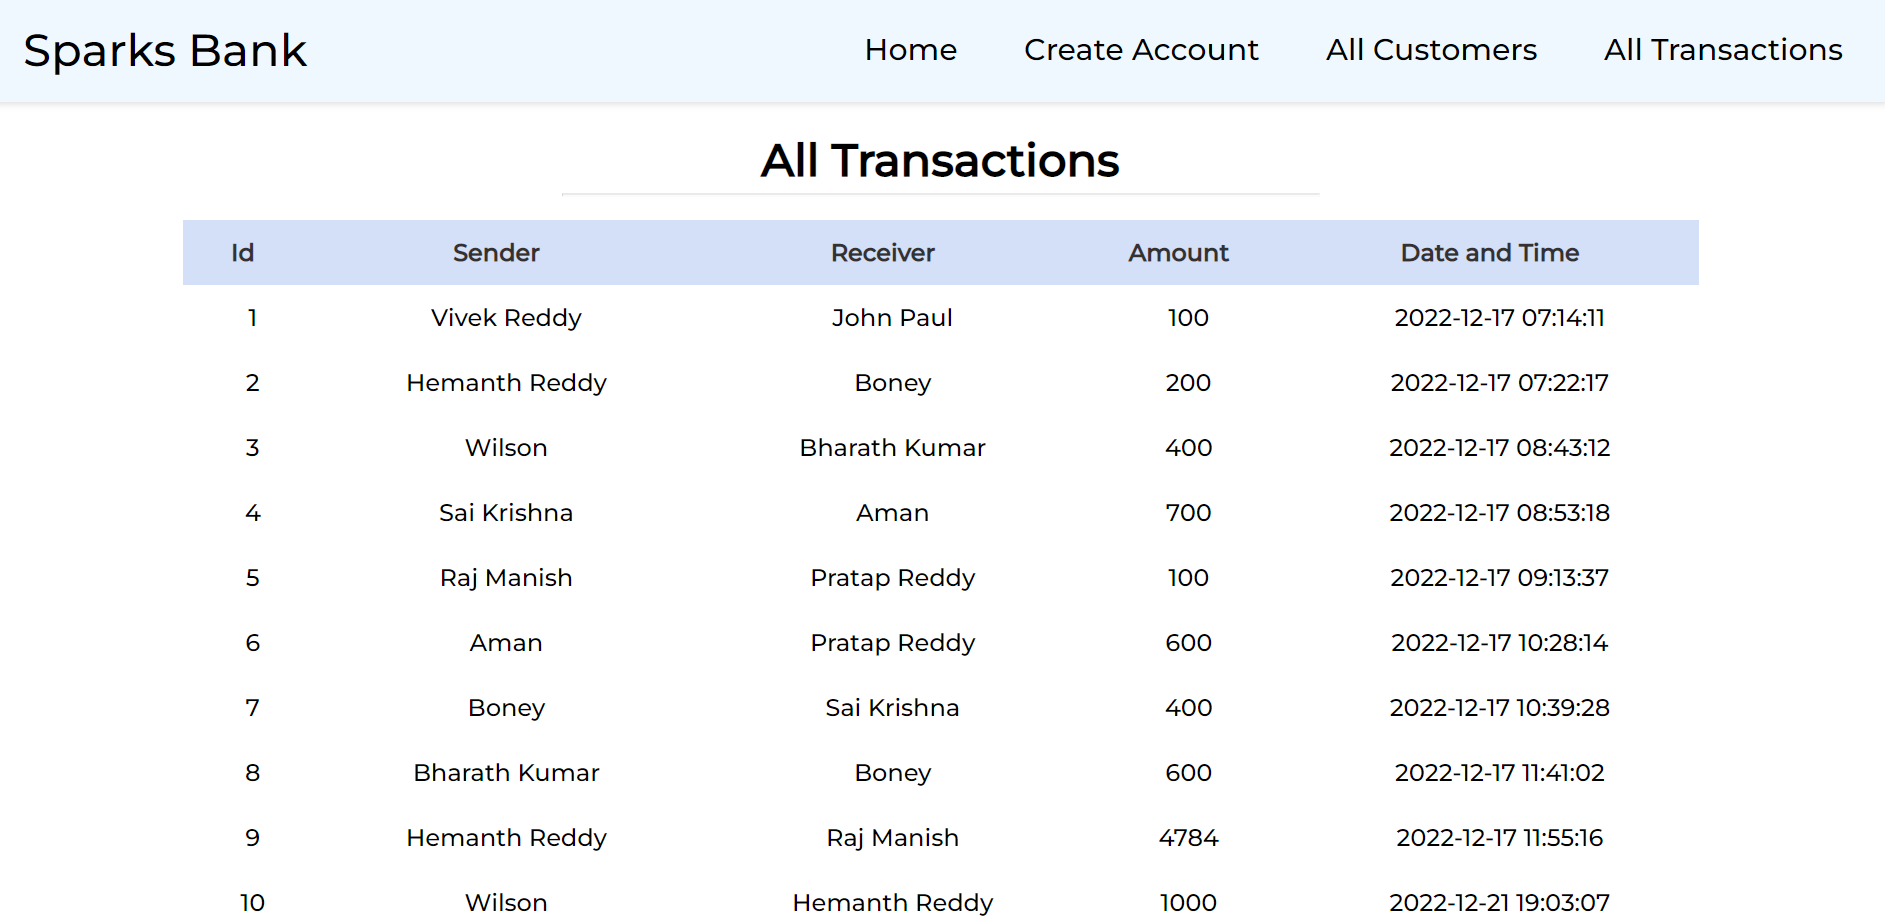 Sparks Bank Home Create Account All Customers All Transactions
All Transactions
Id Sender Receiver Amount Date and Time
1 Vivek Reddy John Paul 100 2022-12-17 07:14:11
2 Hemanth Reddy Boney 200 2022-12-17 07:22:17
3 Wilson Bharath Kumar 400 2022-12-17 08:43:12
4 Sai Krishna Aman 700 2022-12-17 08:53:18
5 Raj Manish Pratap Reddy 100 2022-12-17 09:13:37
6 Aman Pratap Reddy 600 2022-12-17 10:28:14
7 Boney Sai Krishna 400 2022-12-17 10:39:28
8 Bharath Kumar Boney 600 2022-12-17 11:41:02
9 Hemanth Reddy Raj Manish 4784 2022-12-17 11:55:16
10 Wilson Hemanth Reddy 1000 2022-12-21 19:03:07